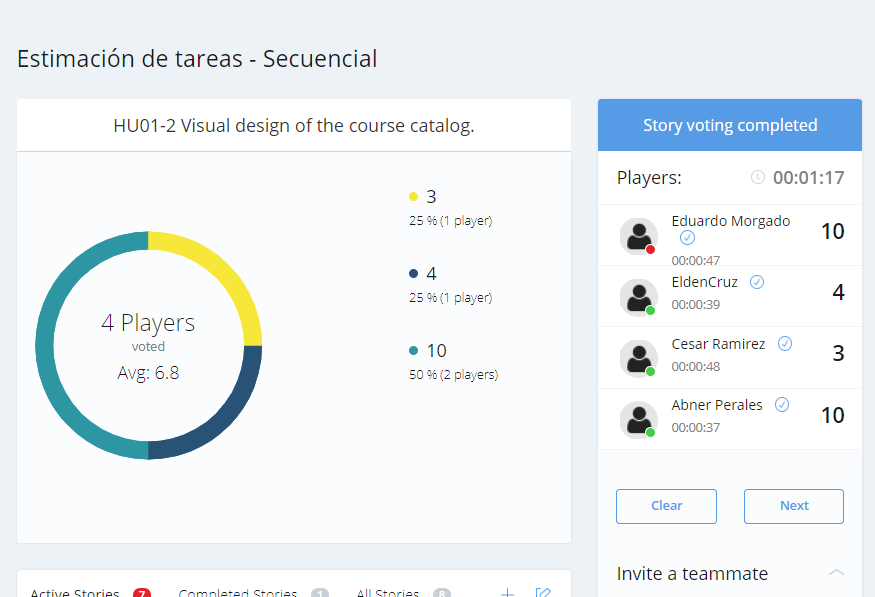 Estimación de tareas - Secuencial
HU01-2 Visual design of the course catalog.
4 Players
voted
Avg: 6.8
3
25 % (1 player)
4
25 % (1 player)
10
50 % (2 players)
Story voting completed
Players:
00:01:17
Eduardo Morgado
10
00:00:47
EldenCruz
4
00:00:39
Cesar Ramirez
3
00:00:48
Abner Perales
10
00:00:37
Clear
Next
Invite a teammate
Active Stories 7 Completed Stories 1 All Stories 8